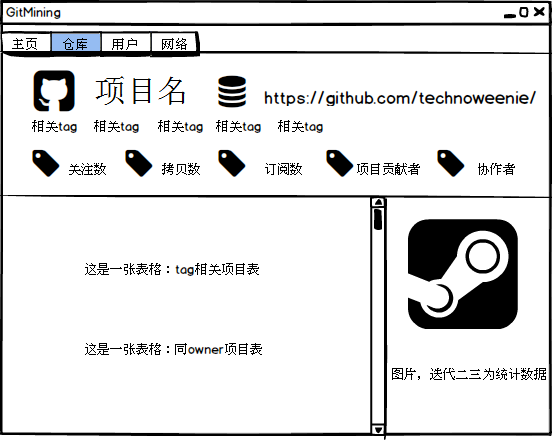 GitMining
主页 仓库 用户 网络
项目名 https://github.com/technoweenie/
相关tag 相关tag 相关tag 相关tag 相关tag
关注数 拷贝数 订阅数 项目贡献者 协作者
这是一张表格：tag相关项目表
这是一张表格：同owner项目表
图片，迭代二三为统计数据